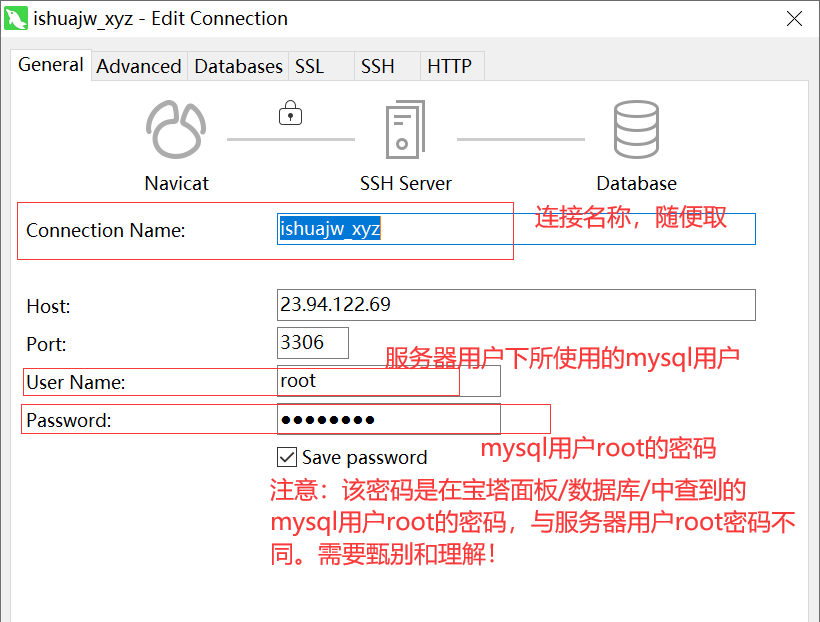 ishuajw_xyz - Edit Connection
General Advanced Databases SSL SSH HTTP
Navicat SSH Server Database
连接名称，随便取
Connection Name: ishuajw_xyz
Host: 23.94.122.69
Port: 3306
服务器用户下所使用的mysql用户
User Name: root
Password: ●●●●●●●●
mysql用户root的密码
Save password
注意：该密码是在宝塔面板/数据库/中查到的
mysql用户root的密码，与服务器用户root密码不
同。需要甄别和理解！